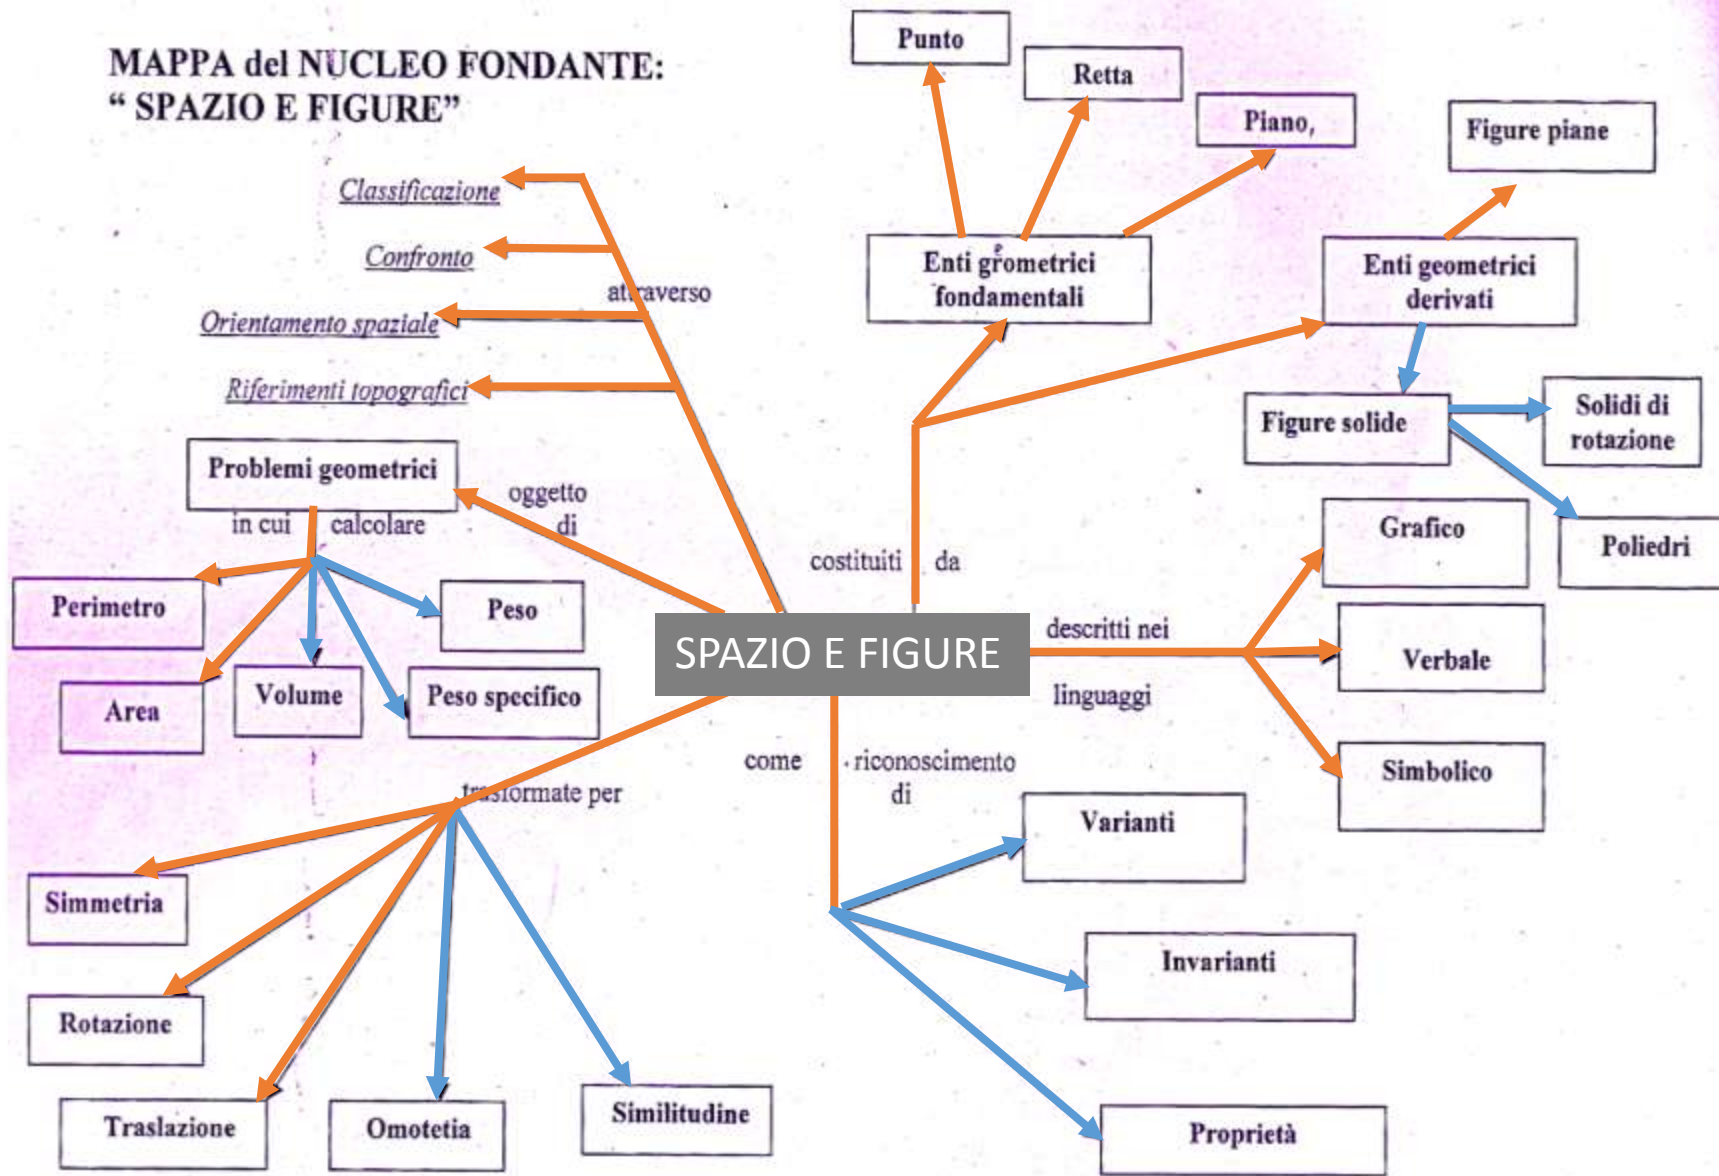 MAPPA del NUCLEO FONDANTE:
“ SPAZIO E FIGURE”
Punto
Retta
Piano,
Figure piane
Classificazione
Confronto
attraverso
Orientamento spaziale
Riferimenti topografici
Enti grometrici
fondamentali
Enti geometrici
derivati
Figure solide
Solidi di
rotazione
Poliedri
Problemi geometrici
oggetto
di
in cui calcolare
Perimetro
Peso
Area
Volume
Peso specifico
costituiti da
Grafico
SPAZIO E FIGURE
descritti nei
linguaggi
Verbale
Simbolico
come riconoscimento
di
trasformate per
Varianti
Invarianti
Proprietà
Simmetria
Rotazione
Traslazione
Omotetia
Similitudine